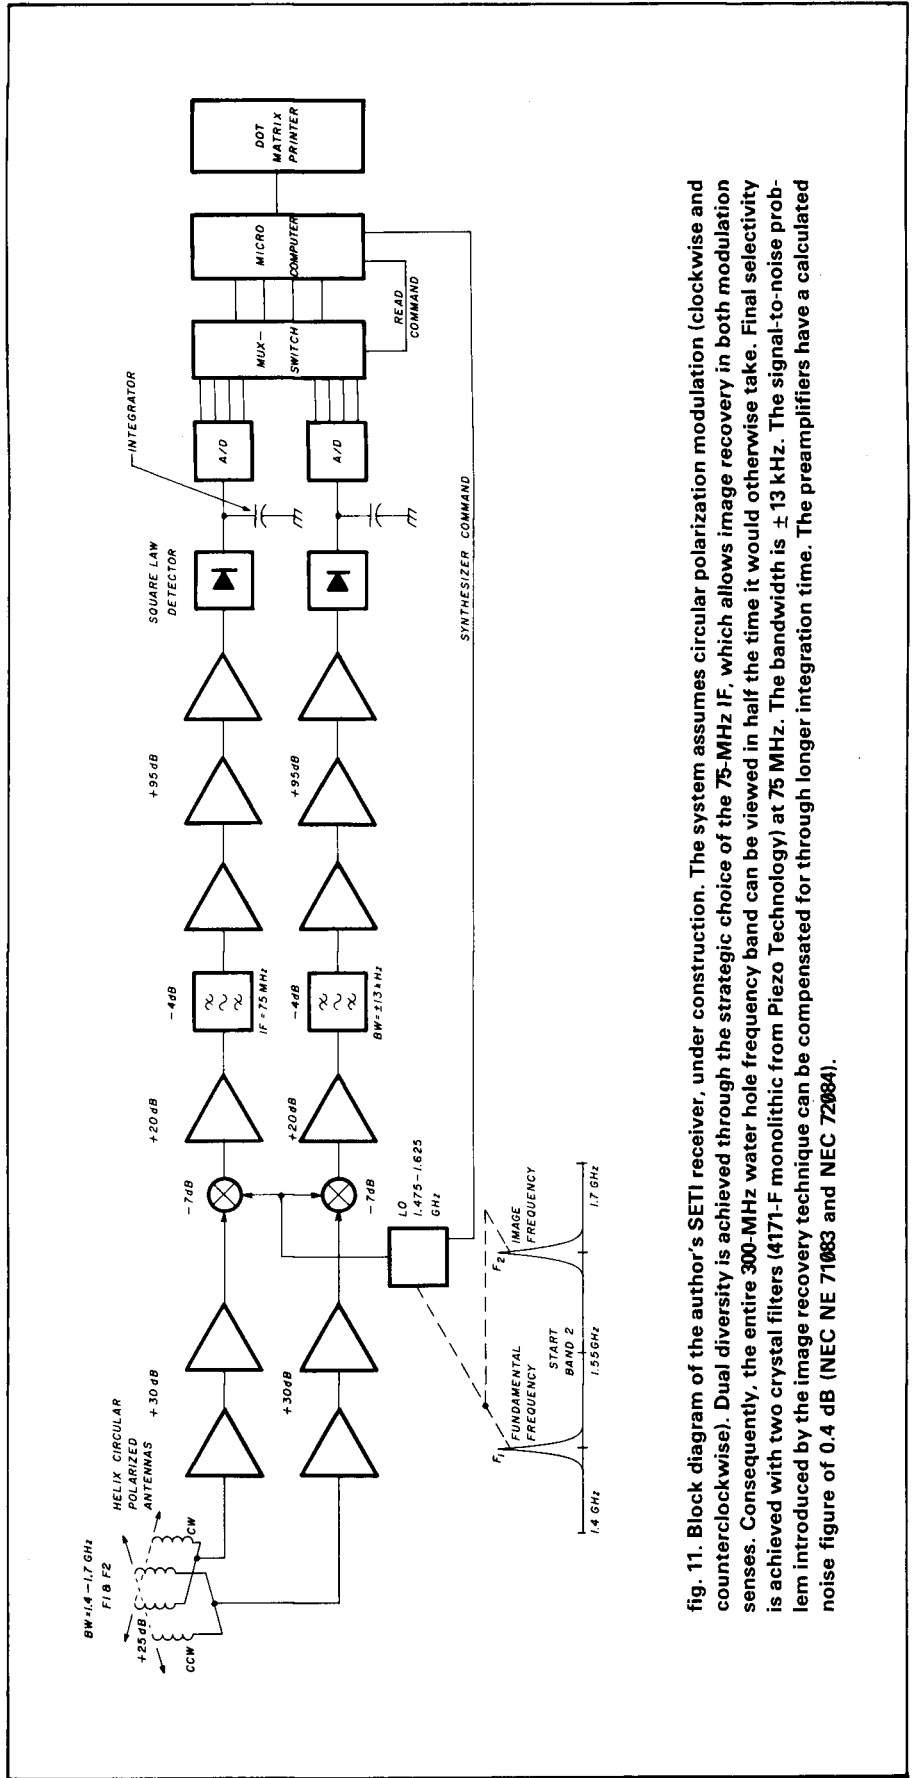 BW=1.4-1.7 GHz
F1 & F2
HELIX CIRCULAR
POLARIZED
ANTENNAS
+25dB
CW
CCW
+30dB
+30dB
-7dB
-7dB
+20dB
+20dB
-4dB
IF = 75 MHz
-4dB
BW=±13 kHz
+95dB
+95dB
SQUARE LAW
DETECTOR
INTEGRATOR
A/D
A/D
MUX-
SWITCH
MICRO
COMPUTER
READ
COMMAND
DOT
MATRIX
PRINTER
SYNTHESIZER COMMAND
LO
1.475-1.625
GHz
F1
FUNDAMENTAL
FREQUENCY
F2
IMAGE
FREQUENCY
START
BAND 2
1.4 GHz
1.55GHz
1.7 GHz
fig. 11. Block diagram of the author's SETI receiver, under construction. The system assumes circular polarization modulation (clockwise and
counterclockwise). Dual diversity is achieved through the strategic choice of the 75-MHz IF, which allows image recovery in both modulation
senses. Consequently, the entire 300-MHz water hole frequency band can be viewed in half the time it would otherwise take. Final selectivity
is achieved with two crystal filters (4171-F monolithic from Piezo Technology) at 75 MHz. The bandwidth is ± 13 kHz. The signal-to-noise prob-
lem introduced by the image recovery technique can be compensated for through longer integration time. The preamplifiers have a calculated
noise figure of 0.4 dB (NEC NE 71083 and NEC 72084).